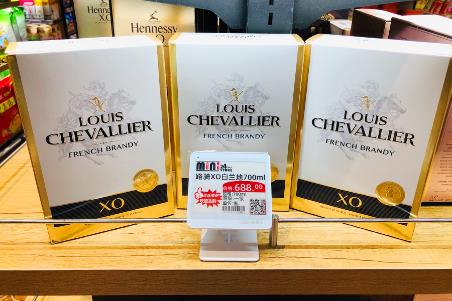 Hennessy
X.O
Hennessy
LOUIS
CHEVALLIER
FRENCH BRANDY
XO
LOUIS
CHEVALLIER
FRENCH BRANDY
LOUIS
CHEVALLIER
FRENCH BRANDY
XO
mini
路易XO白兰地700ml
688.00